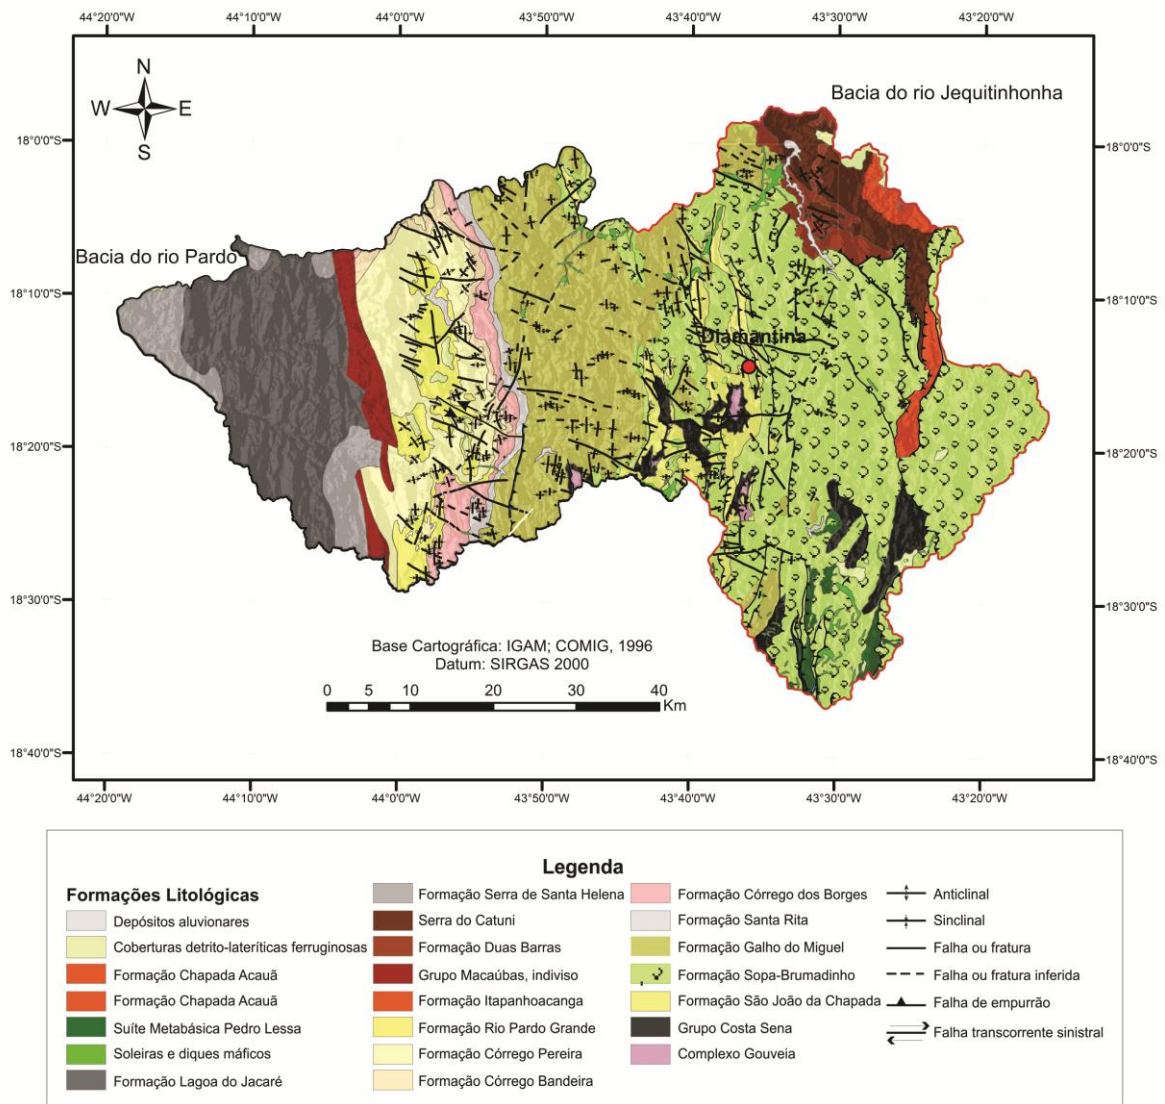 44°20'0"W 44°10'0"W 44°0'0"W 43°50'0"W 43°40'0"W 43°30'0"W 43°20'0"W
N
W E
S
Bacia do rio Jequitinhonha
18°0'0"S 18°0'0"S
Bacia do rio Pardo
18°10'0"S 18°10'0"S
Diamantina
18°20'0"S 18°20'0"S
18°30'0"S 18°30'0"S
Base Cartográfica: IGAM; COMIG, 1996
Datum: SIRGAS 2000
0 5 10 20 30 40
Km
18°40'0"S 18°40'0"S
44°20'0"W 44°10'0"W 44°0'0"W 43°50'0"W 43°40'0"W 43°30'0"W 43°20'0"W
Legenda
Formações Litológicas
Depósitos aluvionares
Coberturas detrito-lateríticas ferruginosas
Formação Chapada Acauã
Formação Chapada Acauã
Suíte Metabásica Pedro Lessa
Soleiras e diques máficos
Formação Lagoa do Jacaré
Formação Serra de Santa Helena
Serra do Catuni
Formação Duas Barras
Grupo Macaúbas, indiviso
Formação Itapanhoacanga
Formação Rio Pardo Grande
Formação Córrego Pereira
Formação Córrego Bandeira
Formação Córrego dos Borges
Formação Santa Rita
Formação Galho do Miguel
Formação Sopa-Brumadinho
Formação São João da Chapada
Grupo Costa Sena
Complexo Gouveia
Anticlinal
Sinclinal
Falha ou fratura
Falha ou fratura inferida
Falha de empurrão
Falha transcorrente sinistral